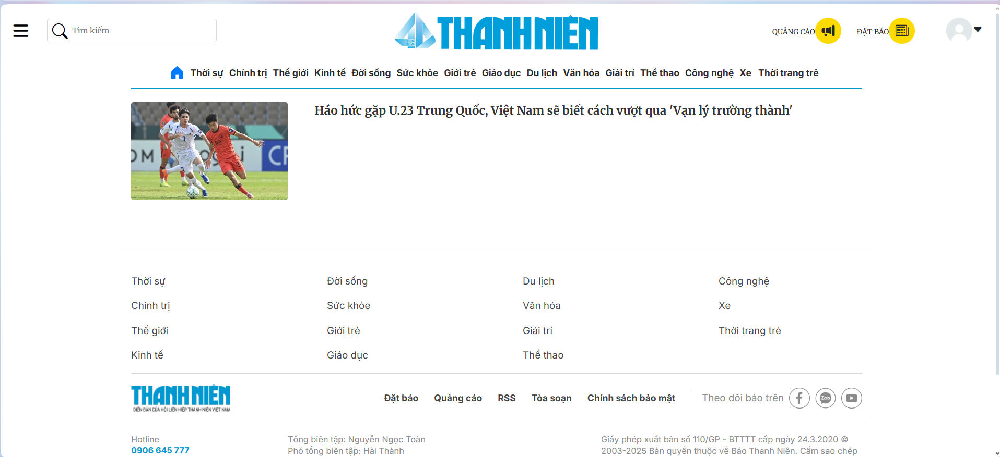 Tìm kiếm
1986
2026
THANH NIÊN
QUẢNG CÁO
ĐẶT BÁO
Thời sự Chính trị Thế giới Kinh tế Đời sống Sức khỏe Giới trẻ Giáo dục Du lịch Văn hóa Giải trí Thể thao Công nghệ Xe Thời trang trẻ
Háo hức gặp U.23 Trung Quốc, Việt Nam sẽ biết cách vượt qua 'Vạn lý trường thành'
Thời sự
Chính trị
Thế giới
Kinh tế
Đời sống
Sức khỏe
Giới trẻ
Giáo dục
Du lịch
Văn hóa
Giải trí
Thể thao
Công nghệ
Xe
Thời trang trẻ
THANH NIÊN
DIỄN ĐÀN CỦA HỘI LIÊN HIỆP THANH NIÊN VIỆT NAM
Đặt báo Quảng cáo RSS Tòa soạn Chính sách bảo mật Theo dõi báo trên
Zalo
Hotline
0906 645 777
Tổng biên tập: Nguyễn Ngọc Toàn
Phó tổng biên tập: Hải Thành
Giấy phép xuất bản số 110/GP - BTTTT cấp ngày 24.3.2020 ©
2003-2025 Bản quyền thuộc về Báo Thanh Niên. Cấm sao chép